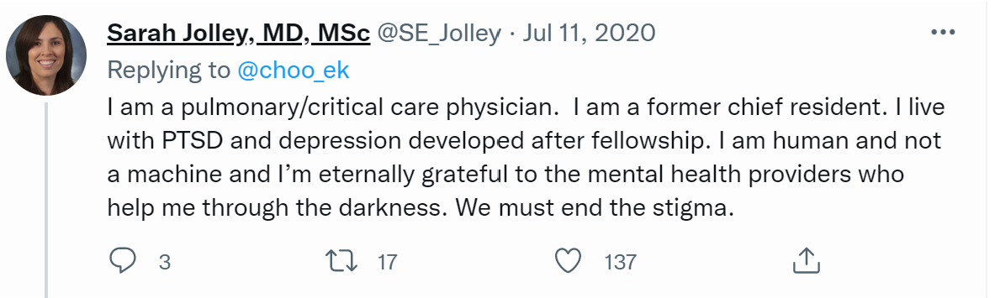 Sarah Jolley, MD, MSc @SE_Jolley · Jul 11, 2020
Replying to @choo_ek
I am a pulmonary/critical care physician.  I am a former chief resident. I live
with PTSD and depression developed after fellowship. I am human and not
a machine and I’m eternally grateful to the mental health providers who
help me through the darkness. We must end the stigma.
3 17 137